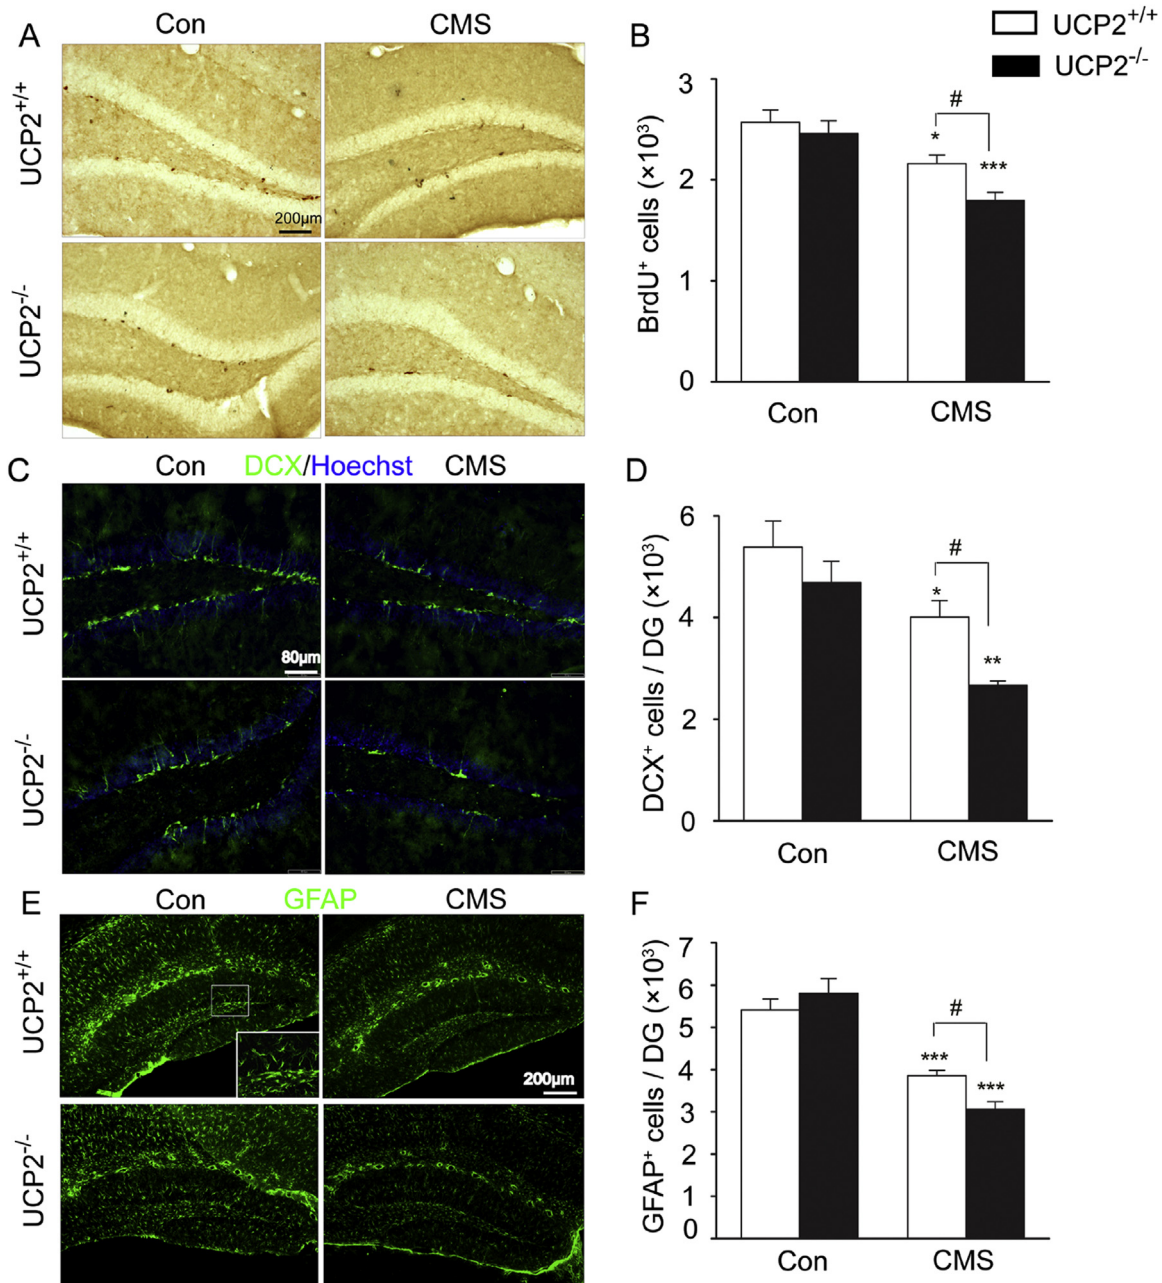 A
Con
CMS
UCP2+/+
200μm
UCP2-/-
B
UCP2+/+
UCP2-/-
BrdU+ cells (×10³)
3
2
1
0
#
*
***
Con
CMS
C
Con
DCX/Hoechst
CMS
UCP2+/+
80μm
UCP2-/-
D
DCX+ cells / DG (×10³)
6
4
2
0
#
*
**
Con
CMS
E
Con
GFAP
CMS
UCP2+/+
200μm
UCP2-/-
F
GFAP+ cells / DG (×10³)
7
6
5
4
3
2
1
0
#
***
***
Con
CMS